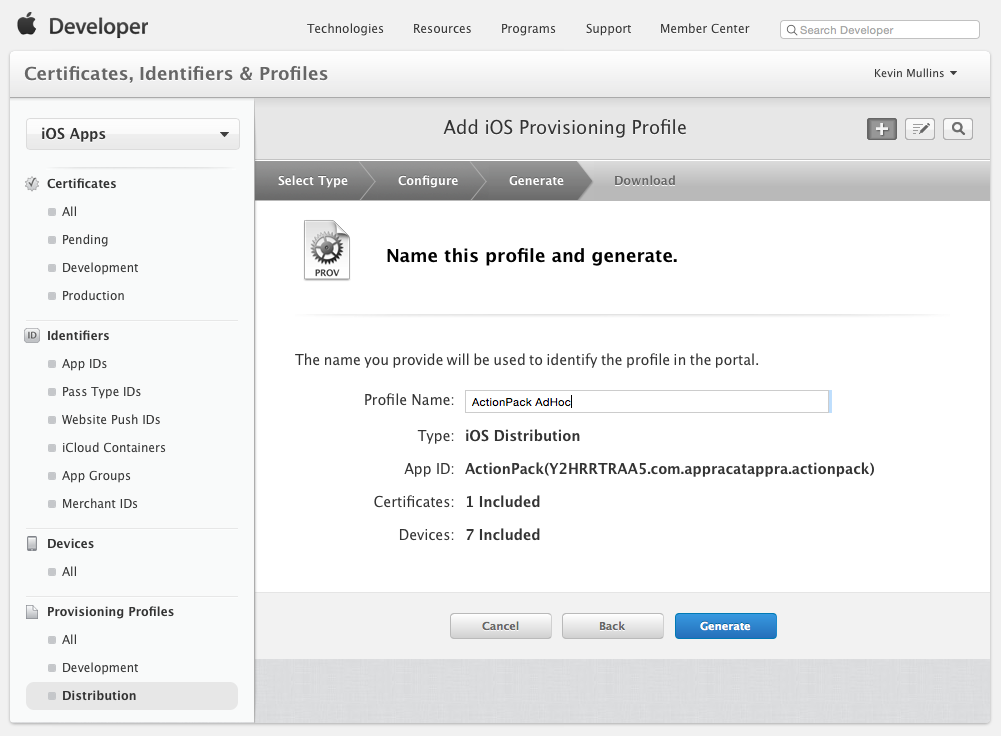 Developer
Technologies Resources Programs Support Member Center Search Developer
Certificates, Identifiers & Profiles
Kevin Mullins
iOS Apps
Certificates
All
Pending
Development
Production
ID Identifiers
App IDs
Pass Type IDs
Website Push IDs
iCloud Containers
App Groups
Merchant IDs
Devices
All
Provisioning Profiles
All
Development
Distribution
Add iOS Provisioning Profile
Select Type Configure Generate Download
PROV
Name this profile and generate.
The name you provide will be used to identify the profile in the portal.
Profile Name: ActionPack AdHoc
Type: iOS Distribution
App ID: ActionPack(Y2HRRTRAA5.com.appracatappra.actionpack)
Certificates: 1 Included
Devices: 7 Included
Cancel Back Generate